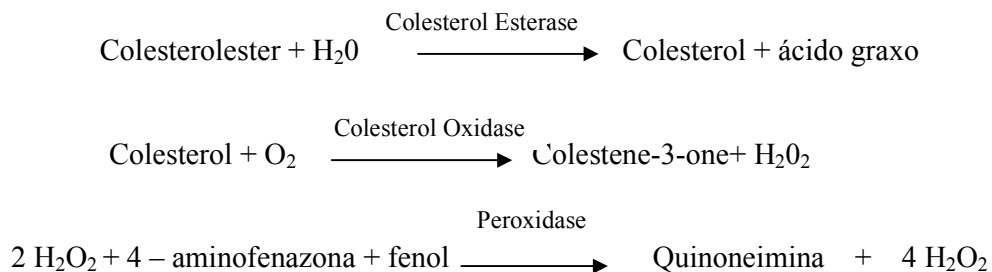 Colesterol Esterase
Colesterolester + H₂0 → Colesterol + ácido graxo
Colesterol Oxidase
Colesterol + O₂ → Colestene-3-one+ H₂0₂
Peroxidase
2 H₂O₂ + 4 – aminofenazona + fenol → Quinoneimina + 4 H₂O₂